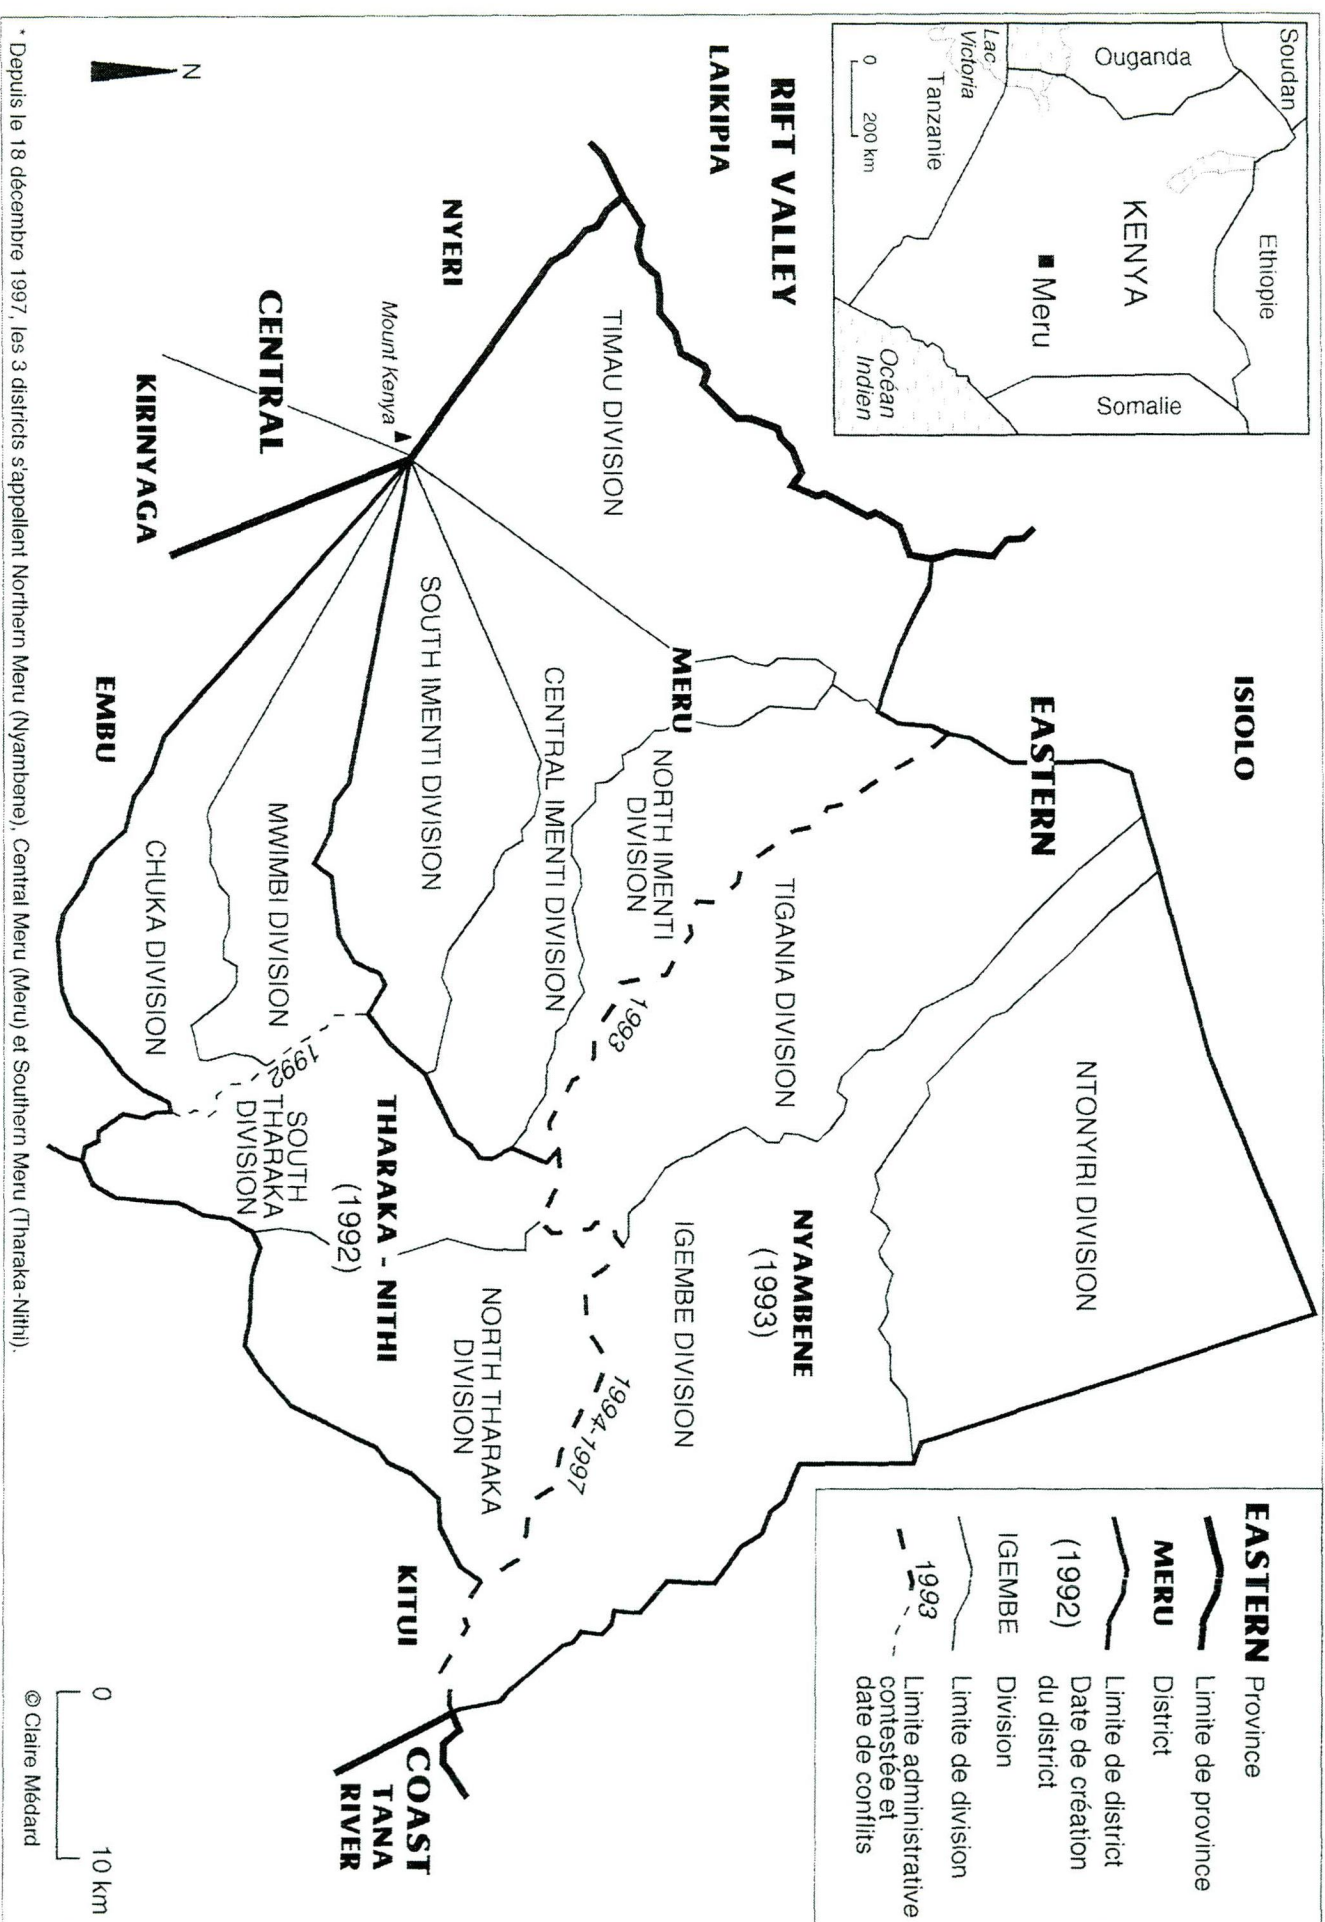 Soudan
Ethiopie
Ouganda
KENYA
Meru
Somalie
Lac
Victoria
Tanzanie
Océan
Indien
0
200 km
EASTERN
Province
Limite de province
MERU
District
Limite de district
(1992)
Date de création
du district
IGEMBE
Division
Limite de division
1993
Limite administrative
contestée et
date de conflits
ISIOLO
EASTERN
RIFT VALLEY
LAIKIPIA
NTONYIRI DIVISION
TIGANIA DIVISION
NYAMBENE
(1993)
TIMAU DIVISION
MERU
NORTH IMENTI
DIVISION
1993
IGEMBE DIVISION
1994-1997
CENTRAL IMENTI DIVISION
NYERI
SOUTH IMENTI DIVISION
NORTH THARAKA
DIVISION
Mount Kenya
THARAKA - NITHI
(1992)
KITUI
COAST
TANA
RIVER
CENTRAL
MWIMBI DIVISION
1992
SOUTH
THARAKA
DIVISION
KIRINYAGA
CHUKA DIVISION
EMBU
N
0
10 km
© Claire Médard
* Depuis le 18 décembre 1997, les 3 districts s'appellent Northern Meru (Nyambene), Central Meru (Meru) et Southern Meru (Tharaka-Nithi).